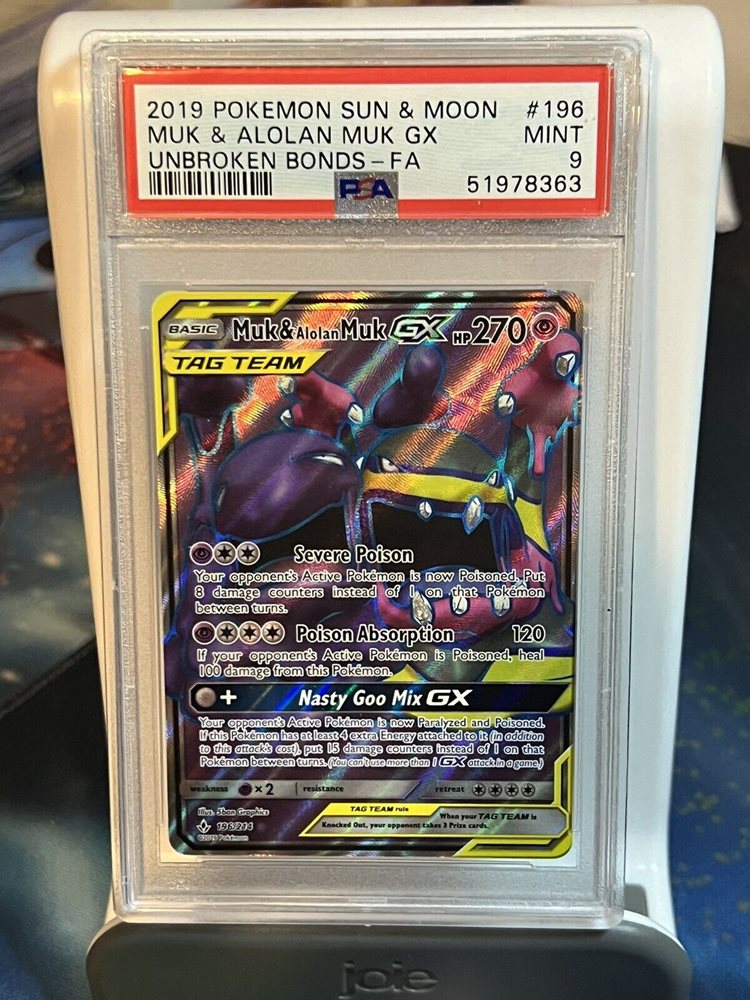 2019 POKEMON SUN & MOON #196
MUK & ALOLAN MUK GX MINT
UNBROKEN BONDS - FA 9
PSA 51978363
BASIC Muk & Alolan Muk GX HP 270
TAG TEAM
Severe Poison
Your opponent's Active Pokémon is now Poisoned. Put
8 damage counters instead of 1 on that Pokémon
between turns.
Poison Absorption 120
If your opponent's Active Pokémon is Poisoned, heal
100 damage from this Pokémon.
+ Nasty Goo Mix GX
Your opponent's Active Pokémon is now Paralyzed and Poisoned.
If this Pokémon has at least 4 extra Energy attached to it (in addition
to this attack's cost), put 15 damage counters instead of 1 on that
Pokémon between turns. (You can't use more than 1 GX attack in a game.)
weakness ×2 resistance retreat
Illus. 5ban Graphics
TAG TEAM rule
When your TAG TEAM is
Knocked Out, your opponent takes 3 Prize cards.
196/214
©2019 Pokémon
joie